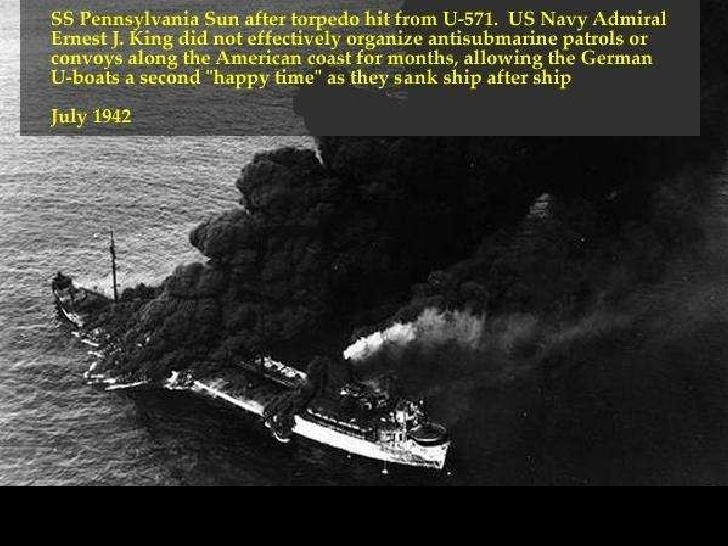 SS Pennsylvania Sun after torpedo hit from U-571.  US Navy Admiral
Ernest J. King did not effectively organize antisubmarine patrols or
convoys along the American coast for months, allowing the German
U-boats a second "happy time" as they sank ship after ship
July 1942